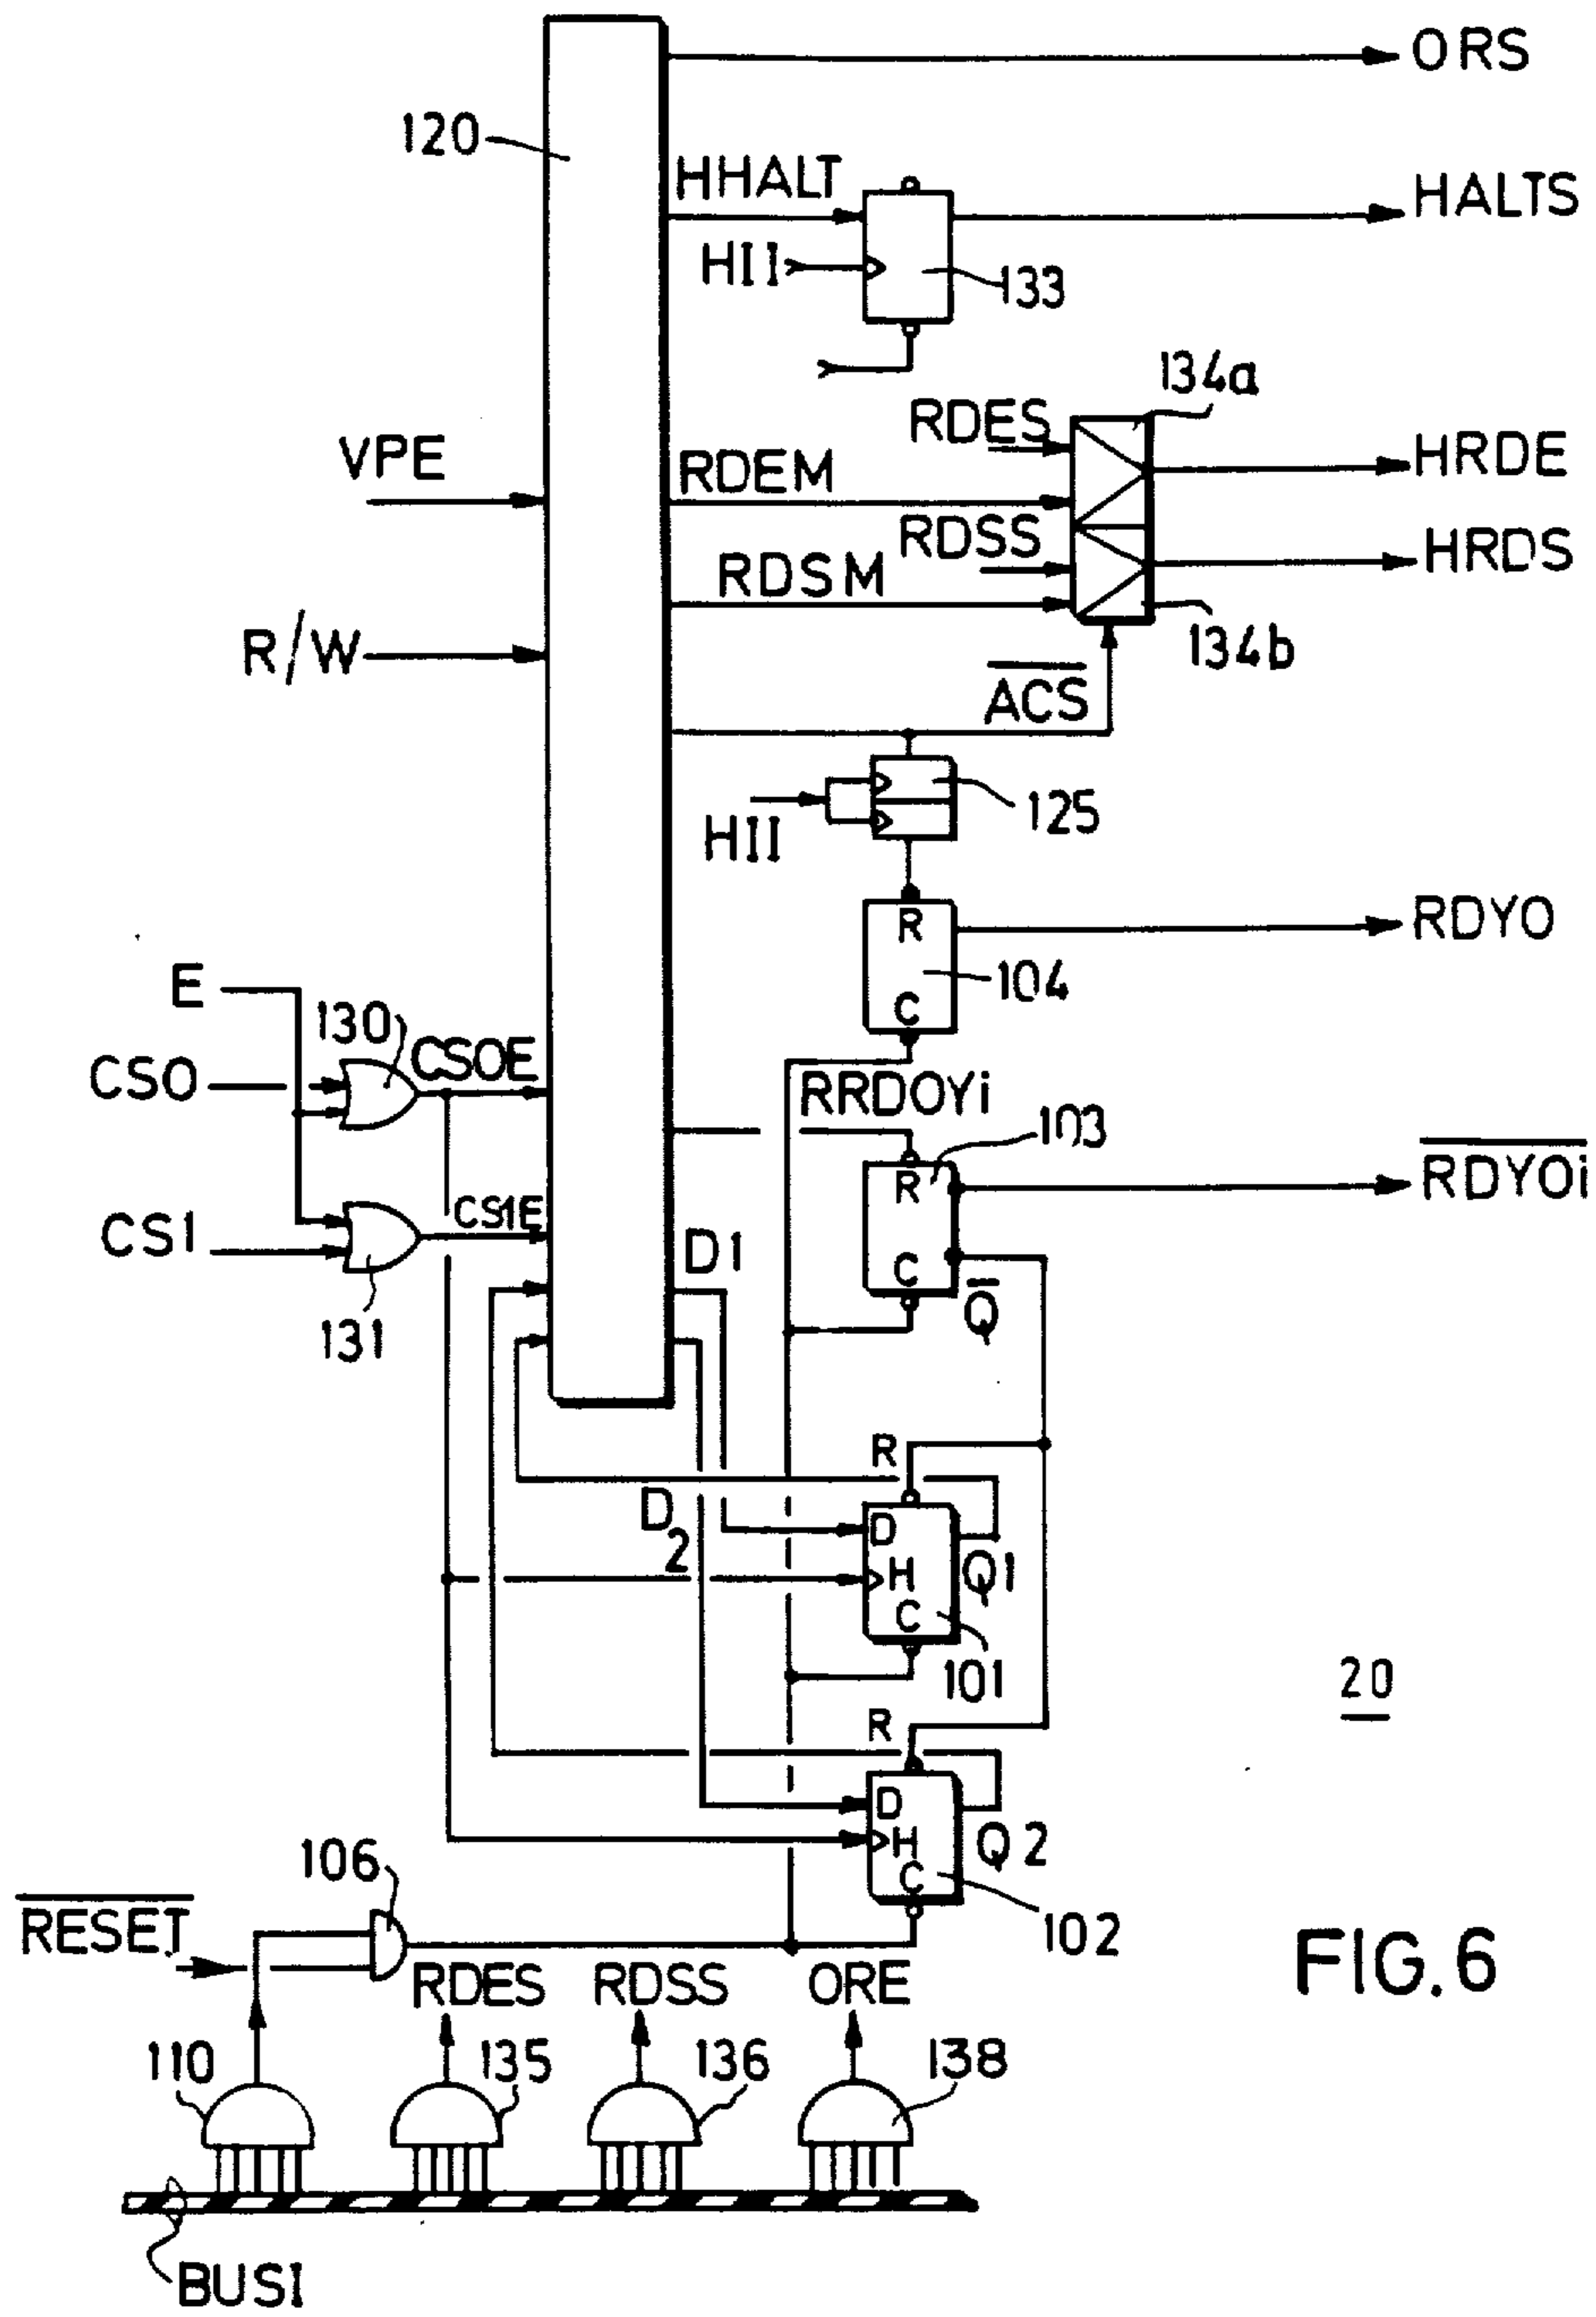 ORS
120
HHALT
HALTS
HII
133
134a
RDES
VPE
RDEM
HRDE
RDSS
HRDS
RDSM
R/W
134b
ACS
125
HII
R
RDYO
E
104
130
C
CSOE
CSO
RRDOYi
103
R
RDYOi
CS1
CS1E
D1
C
Q
131
R
D
2
D
H
Q1
C
101
20
R
D
106
H
Q2
C
RESET
102
RDES
RDSS
ORE
FIG.6
110
135
136
138
BUSI